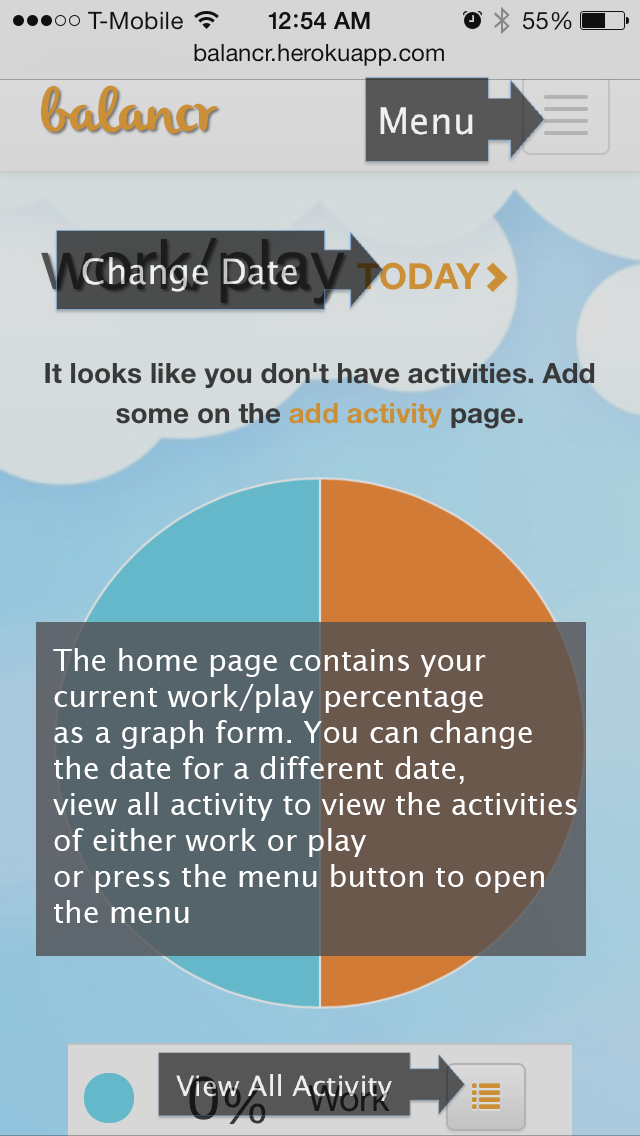 T-Mobile 12:54 AM 55%
balancr.herokuapp.com
balancr Menu
work/play Change Date TODAY
It looks like you don't have activities. Add
some on the add activity page.
The home page contains your
current work/play percentage
as a graph form. You can change
the date for a different date,
view all activity to view the activities
of either work or play
or press the menu button to open
the menu
View All Activity
0% Work